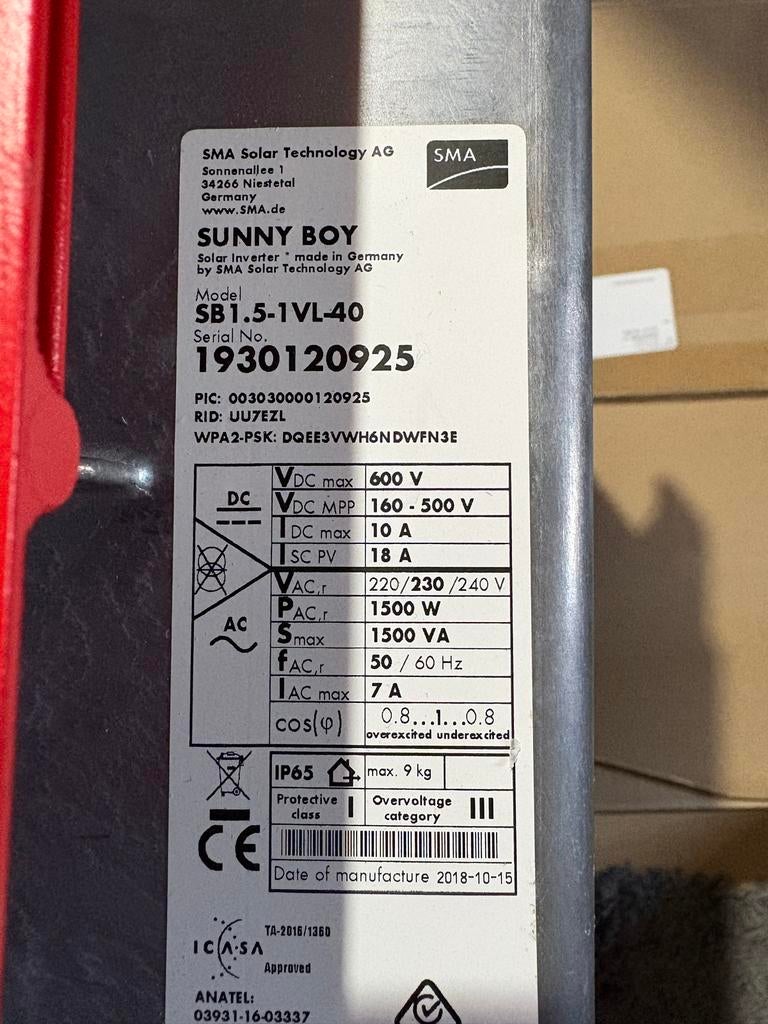 SMA Solar Technology AG
Sonnenallee 1
34266 Niestetal
Germany
www.SMA.de
SMA
SUNNY BOY
Solar Inverter * made in Germany
by SMA Solar Technology AG
Model
SB1.5-1VL-40
Serial No.
1930120925
PIC: 003030000120925
RID: UU7EZL
WPA2-PSK: DQEE3VWH6NDWFN3E
DC
VDC max 600 V
VDC MPP 160 - 500 V
IDC max 10 A
ISC PV 18 A
AC
VAC,r 220/230/240 V
PAC,r 1500 W
Smax 1500 VA
fAC,r 50 / 60 Hz
IAC max 7 A
cos(φ) 0.8...1...0.8
overexcited underexcited
IP65 max. 9 kg
Protective class I
Overvoltage category III
CE
Date of manufacture 2018-10-15
ICASA
TA-2016/1360
Approved
ANATEL:
03931-16-03337